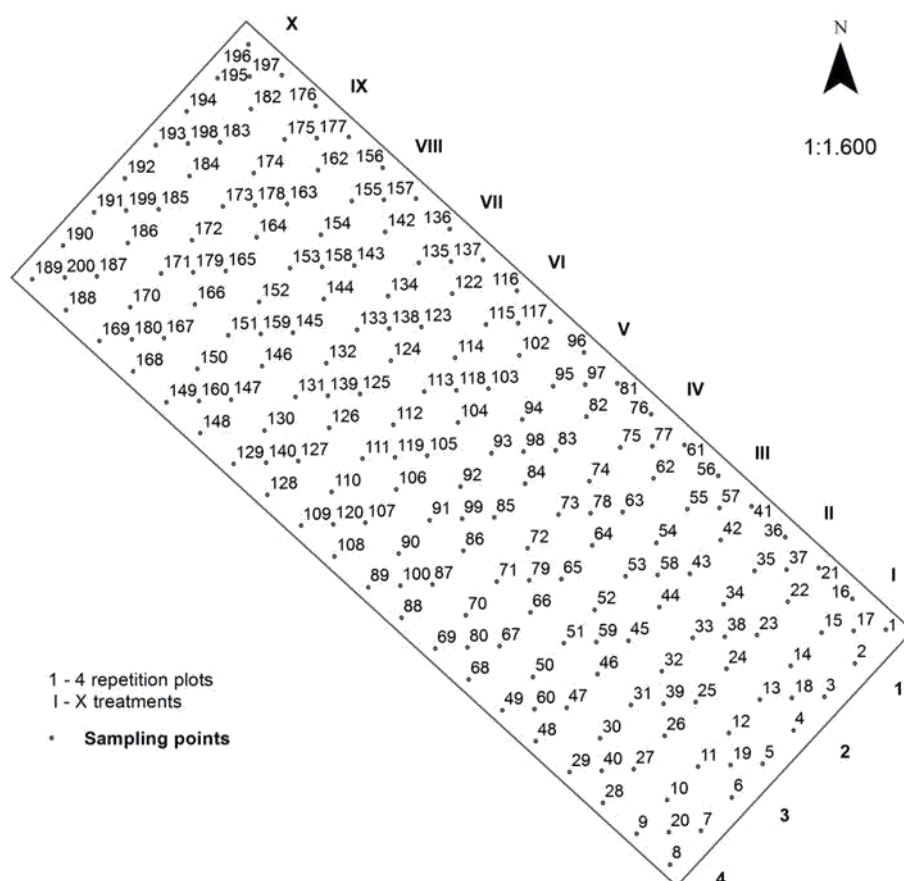 X
N
196 197
195
IX
194 182 176
193 198 183 175 177
VIII
1:1.600
192 184 174 162 156
191 199 185 173 178 163 155 157
VII
190 186 172 164 154 142 136
189 200 187 171 179 165 153 158 143 135 137
VI
188 170 166 152 144 134 122 116
169 180 167 151 159 145 133 138 123 115 117
V
168 150 146 132 124 114 102 96
149 160 147 131 139 125 113 118 103 95 97 81
IV
148 130 126 112 104 94 82 76
129 140 127 111 119 105 93 98 83 75 77 61
III
128 110 106 92 84 74 62 56
109 120 107 91 99 85 73 78 63 55 57 41
II
108 90 86 72 64 54 42 36
89 100 87 71 79 65 53 58 43 35 37 21
I
88 70 66 52 44 34 22 16
69 80 67 51 59 45 33 38 23 15 17 1
68 50 46 32 24 14 2
1 - 4 repetition plots
I - X treatments
49 60 47 31 39 25 13 18 3
1
Sampling points
48 30 26 12 4
2
29 40 27 11 19 5
28 10 6
3
9 20 7
8
4